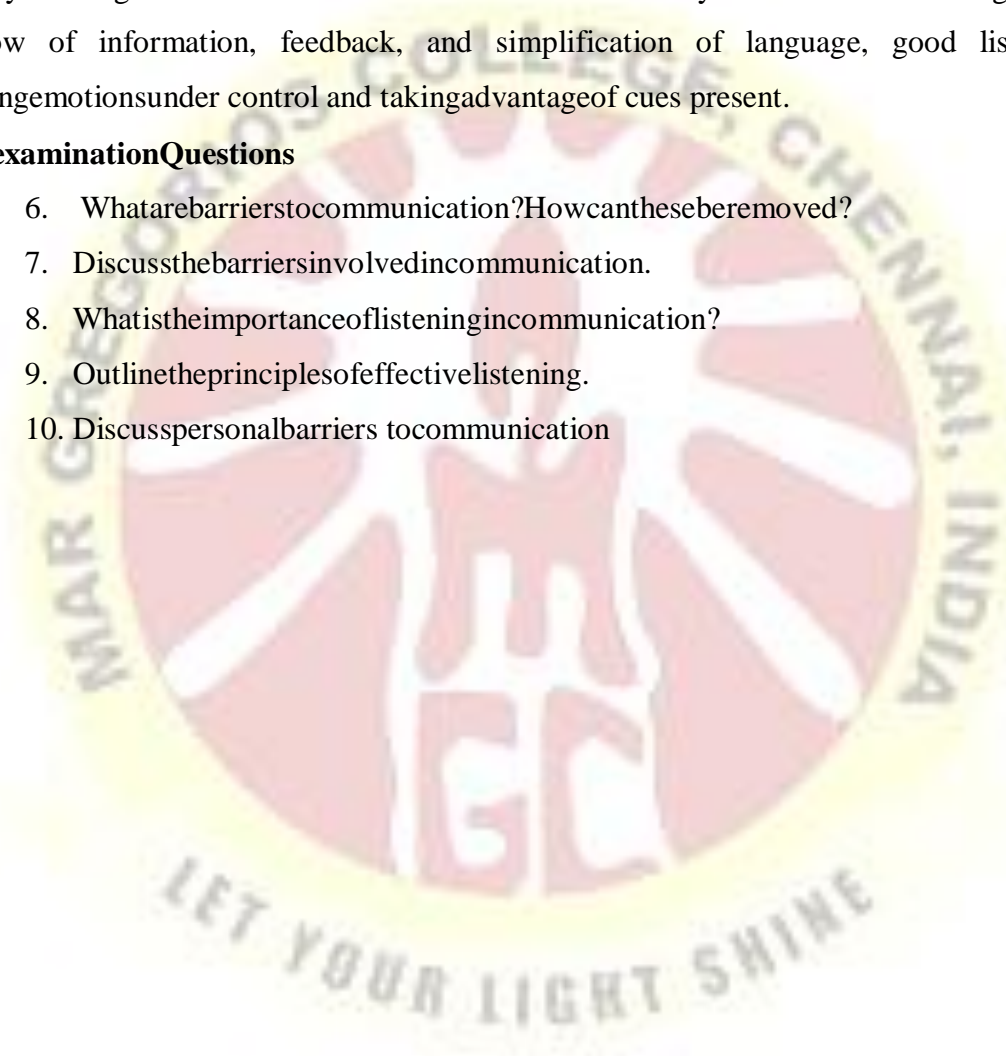 ow of information, feedback, and simplification of language, good lis
ngemotionsunder control and takingadvantageof cues present.
examinationQuestions
6. Whatarebarrierstocommunication?Howcantheseberemoved?
7. Discussthebarriersinvolvedincommunication.
8. Whatistheimportanceoflisteningincommunication?
9. Outlinetheprinciplesofeffectivelistening.
10. Discusspersonalbarriers tocommunication
MAR GREGORIOS COLLEGE, CHENNAI, INDIA
M
GC
LET YOUR LIGHT SHINE